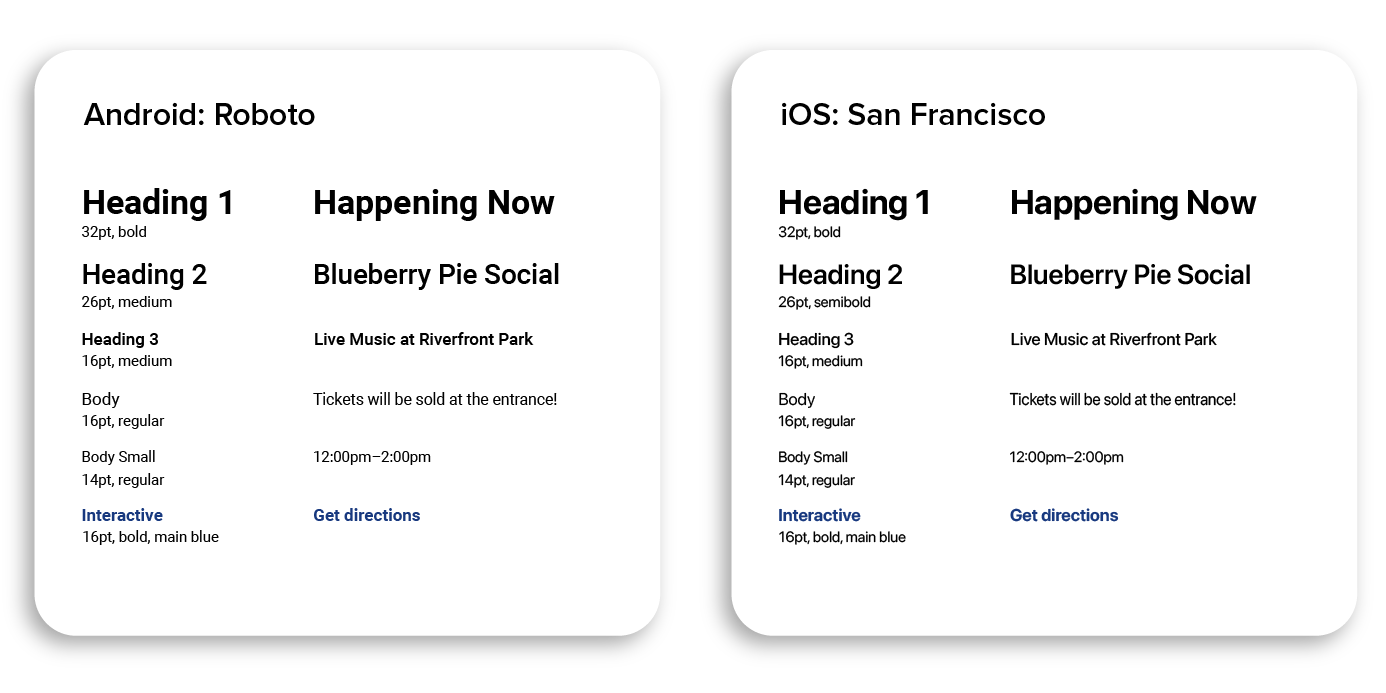 Android: Roboto
Heading 1
Happening Now
32pt, bold
Heading 2
Blueberry Pie Social
26pt, medium
Heading 3
Live Music at Riverfront Park
16pt, medium
Body
Tickets will be sold at the entrance!
16pt, regular
Body Small
12:00pm–2:00pm
14pt, regular
Interactive
Get directions
16pt, bold, main blue
iOS: San Francisco
Heading 1
Happening Now
32pt, bold
Heading 2
Blueberry Pie Social
26pt, semibold
Heading 3
Live Music at Riverfront Park
16pt, medium
Body
Tickets will be sold at the entrance!
16pt, regular
Body Small
12:00pm–2:00pm
14pt, regular
Interactive
Get directions
16pt, bold, main blue